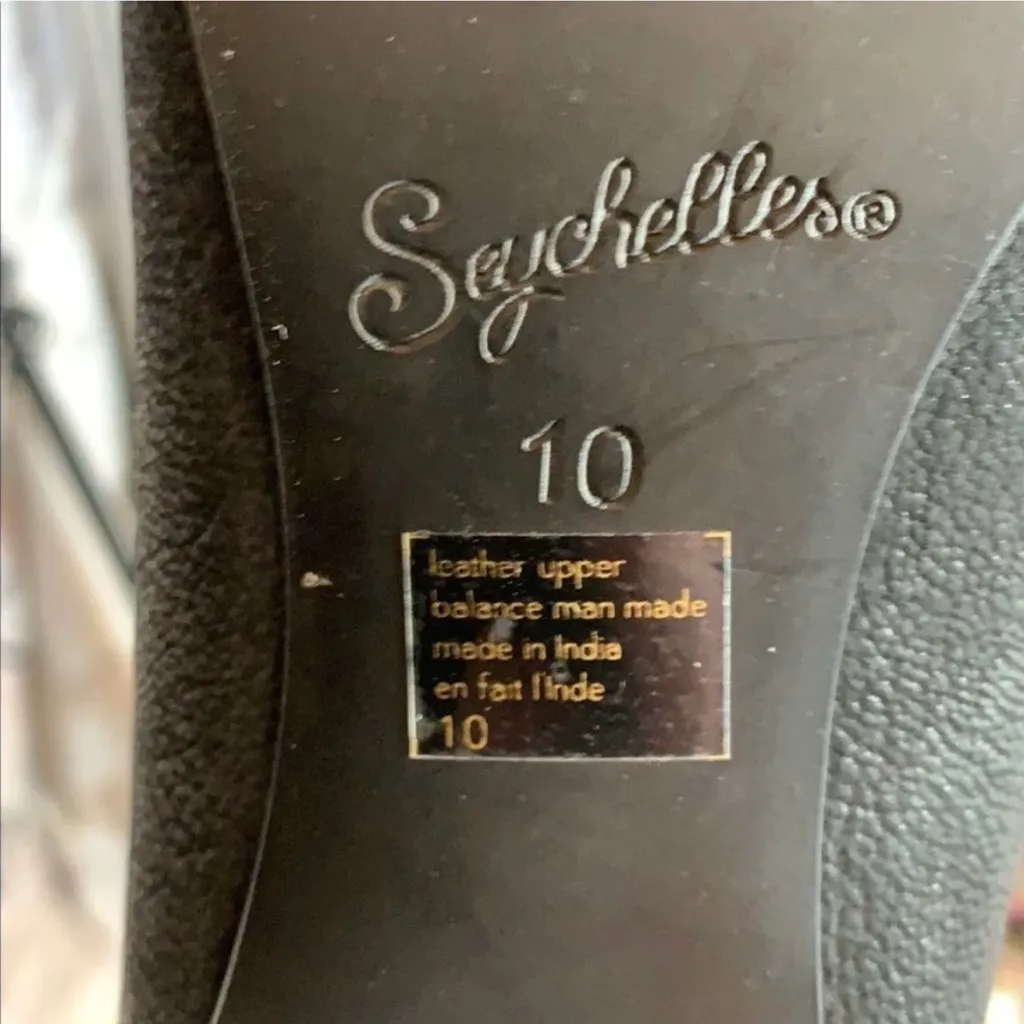 Seychelles®
10
leather upper
balance man made
made in India
en fait l'Inde
10